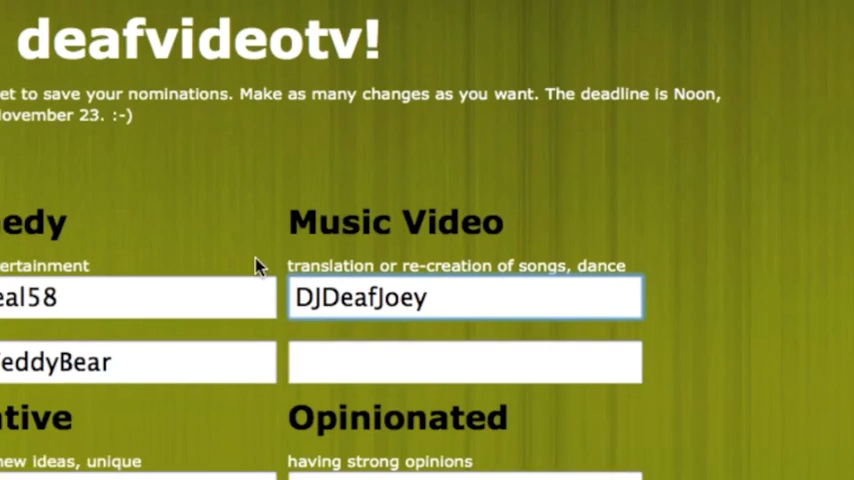 deafvideotv!
et to save your nominations. Make as many changes as you want. The deadline is Noon,
ovember 23. :-)
edy
Music Video
ertainment
translation or re-creation of songs, dance
eal58
DJDeafJoey
eddyBear
ative
Opinionated
new ideas, unique
having strong opinions